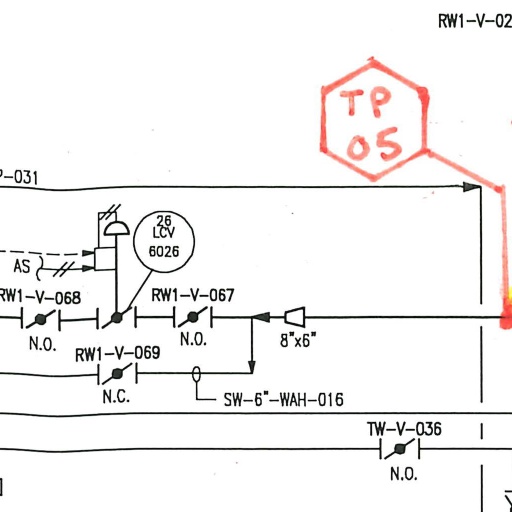 RW1-V-02
TP
05
P-031
26
LCV
6026
AS
RW1-V-068
RW1-V-067
N.O.
N.O.
8"x6"
RW1-V-069
N.C.
SW-6"-WAH-016
TW-V-036
N.O.